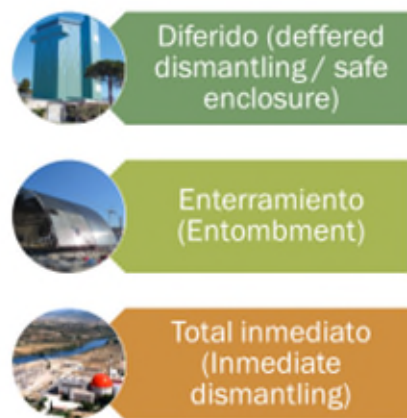 Diferido (deffered
dismantling / safe
enclosure)
Enterramiento
(Entombment)
Total inmediato
(Inmediate
dismantling)